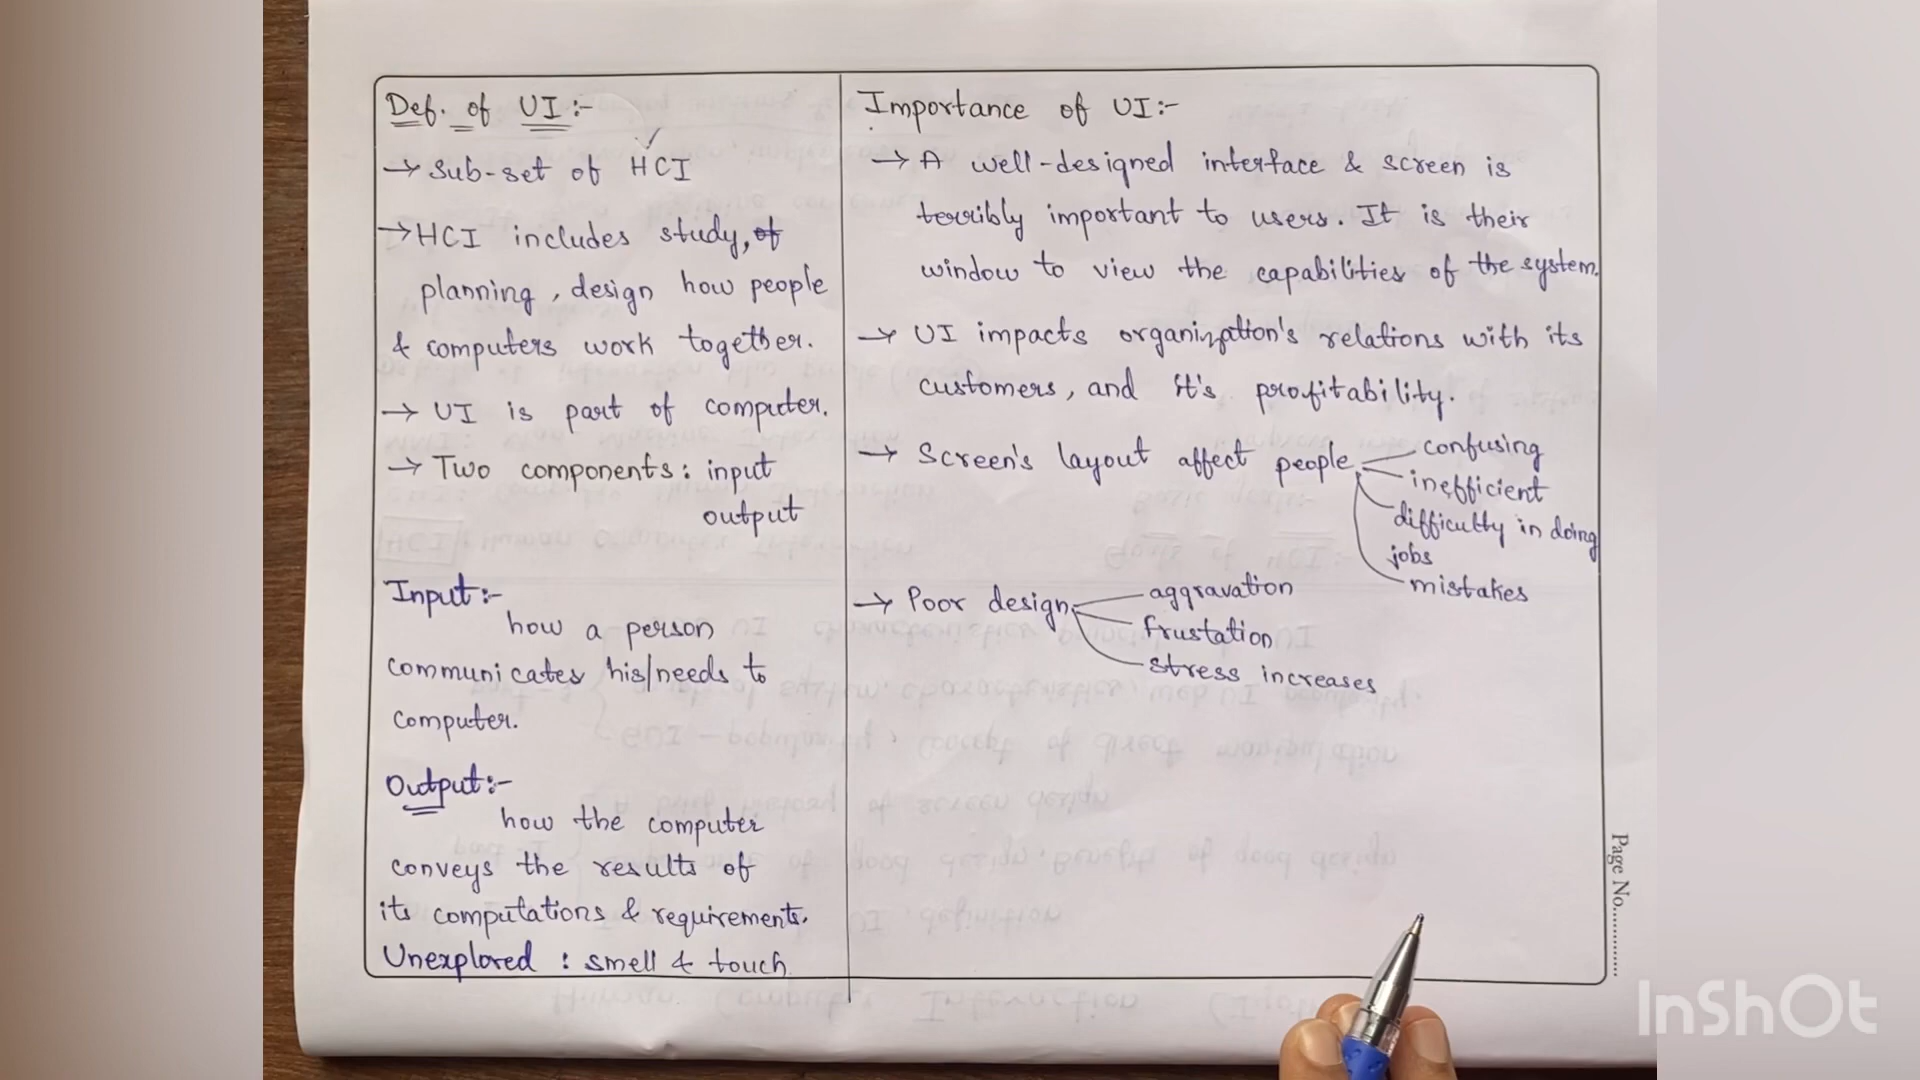 Def. of UI:-
→ Sub-set of HCI
→ HCI includes study, of
planning, design how people
& computers work together.
→ UI is part of computer.
→ Two components: input
output
Input:-
how a person
communicates his/needs to
computer.
Output:-
how the computer
conveys the results of
its computations & requirements.
Unexplored : smell & touch
Importance of UI:-
→ A well-designed interface & screen is
terribly important to users. It is their
window to view the capabilities of the system.
→ UI impacts organization's relations with its
customers, and it's profitability.
→ Screen's layout affect people
confusing
inefficient
difficulty in doing
jobs
mistakes
→ Poor design
aggravation
frustation
stress increases
Page No.............
InShOt